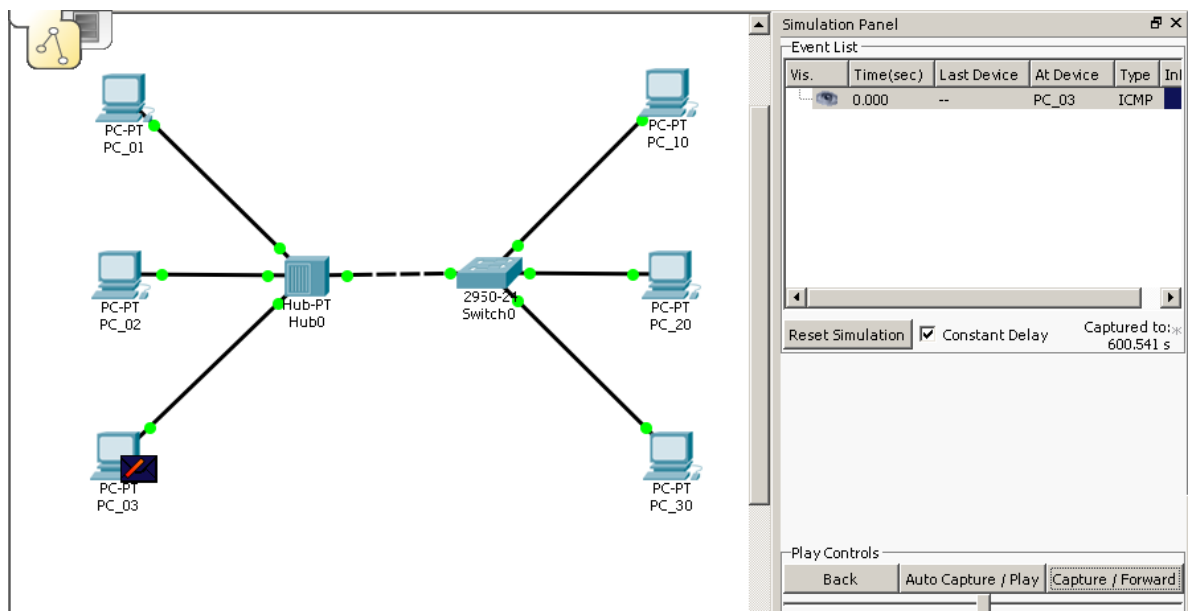 PC-PT
PC_01
PC-PT
PC_10
PC-PT
PC_02
Hub-PT
Hub0
2950-24
Switch0
PC-PT
PC_20
PC-PT
PC_03
PC-PT
PC_30
Simulation Panel
Event List
Vis. Time(sec) Last Device At Device Type
0.000 -- PC_03 ICMP
Reset Simulation Constant Delay Captured to:*
600.541 s
Play Controls
Back Auto Capture / Play Capture / Forward